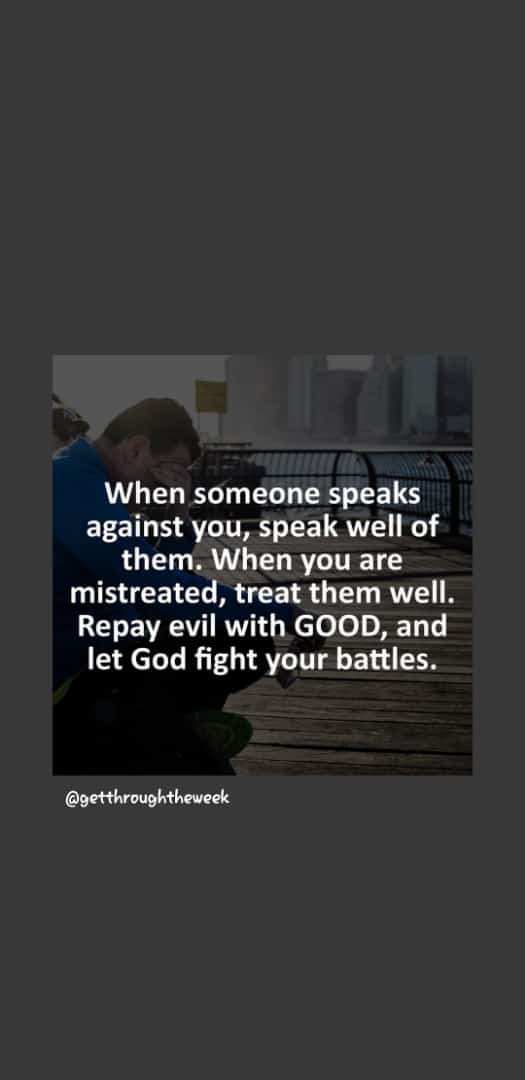 When someone speaks
against you, speak well of
them. When you are
mistreated, treat them well.
Repay evil with GOOD, and
let God fight your battles.
@getthroughtheweek